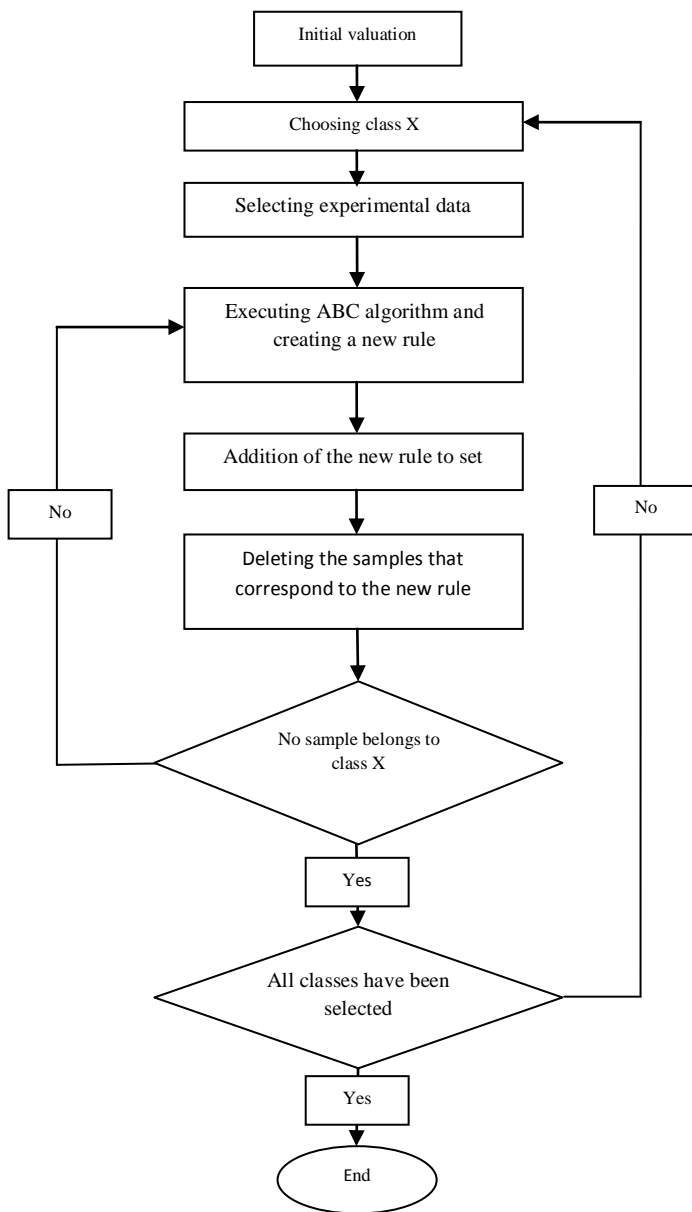 Initial valuation
Choosing class X
Selecting experimental data
Executing ABC algorithm and
creating a new rule
Addition of the new rule to set
No
No
Deleting the samples that
correspond to the new rule
No sample belongs to
class X
Yes
All classes have been
selected
Yes
End